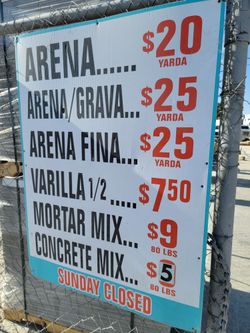 ARENA...... $20 YARDA
ARENA/GRAVA... $25 YARDA
ARENA FINA... $25 YARDA
VARILLA 1/2 ..... $7.50
MORTAR MIX... $9 80 LBS
CONCRETE MIX... $5 80 LBS
SUNDAY CLOSED